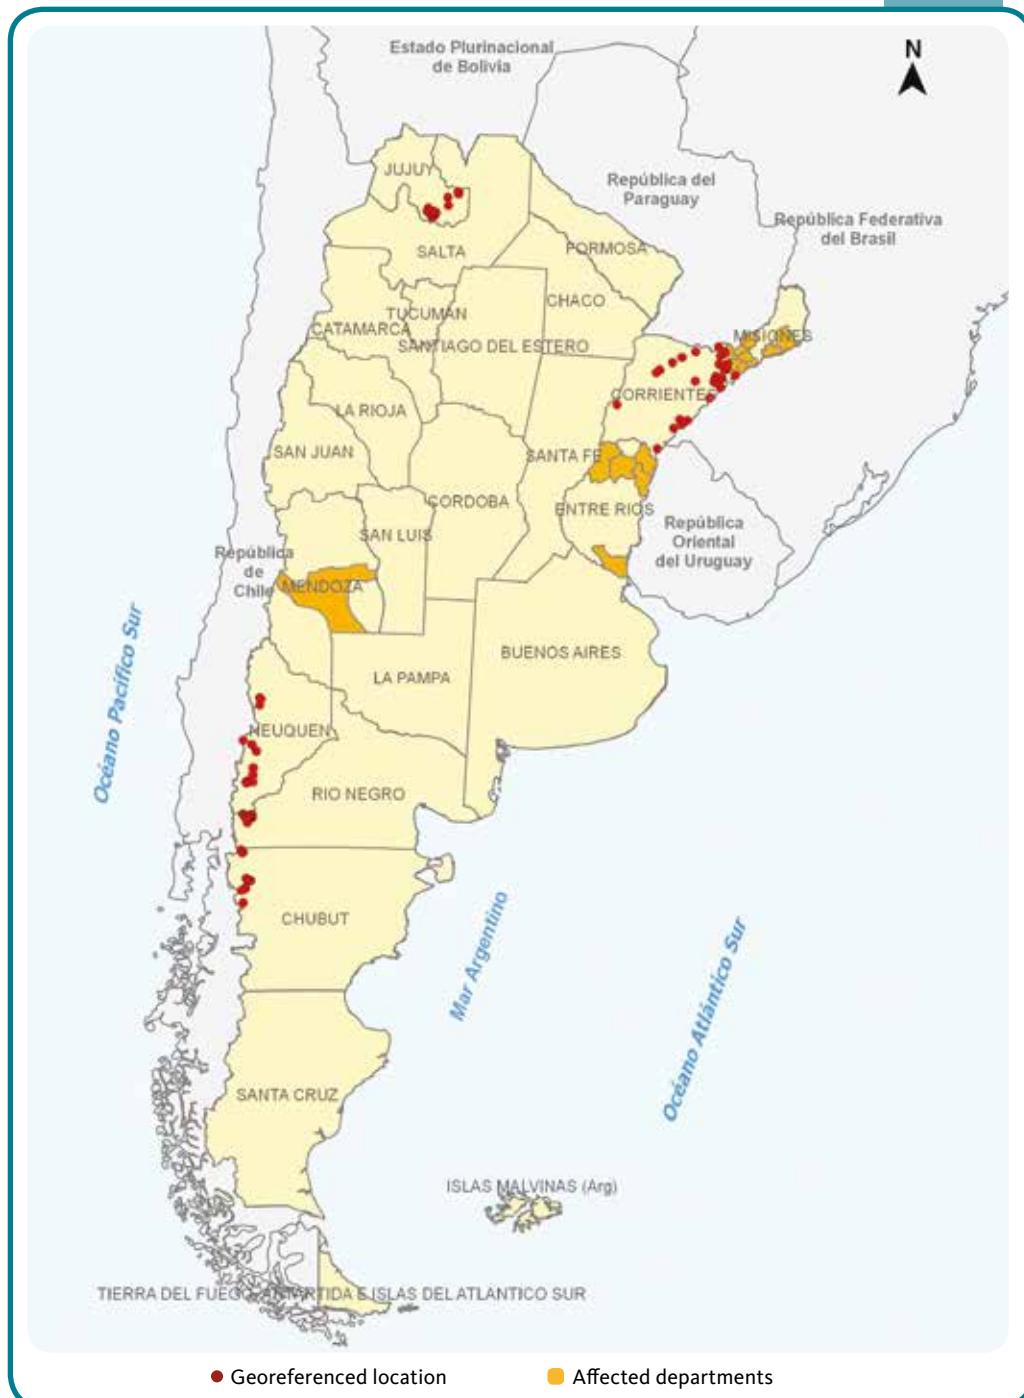 N
Estado Plurinacional
de Bolivia
JUJUY
República del
Paraguay
República Federativa
del Brasil
SALTA
FORMOSA
CHACO
TUCUMÁN
CATAMARCA
SANTIAGO DEL ESTERO
MISIONES
LA RIOJA
CORRIENTES
SAN JUAN
SANTA FE
CORDOBA
ENTRE RIOS
SAN LUIS
República
Oriental
del Uruguay
República
de
Chile
MENDOZA
BUENOS AIRES
LA PAMPA
Océano Pacífico Sur
NEUQUEN
RIO NEGRO
CHUBUT
Mar Argentino
Océano Atlántico Sur
SANTA CRUZ
ISLAS MALVINAS (Arg)
TIERRA DEL FUEGO, ANTARTIDA E ISLAS DEL ATLANTICO SUR
Georeferenced location
Affected departments